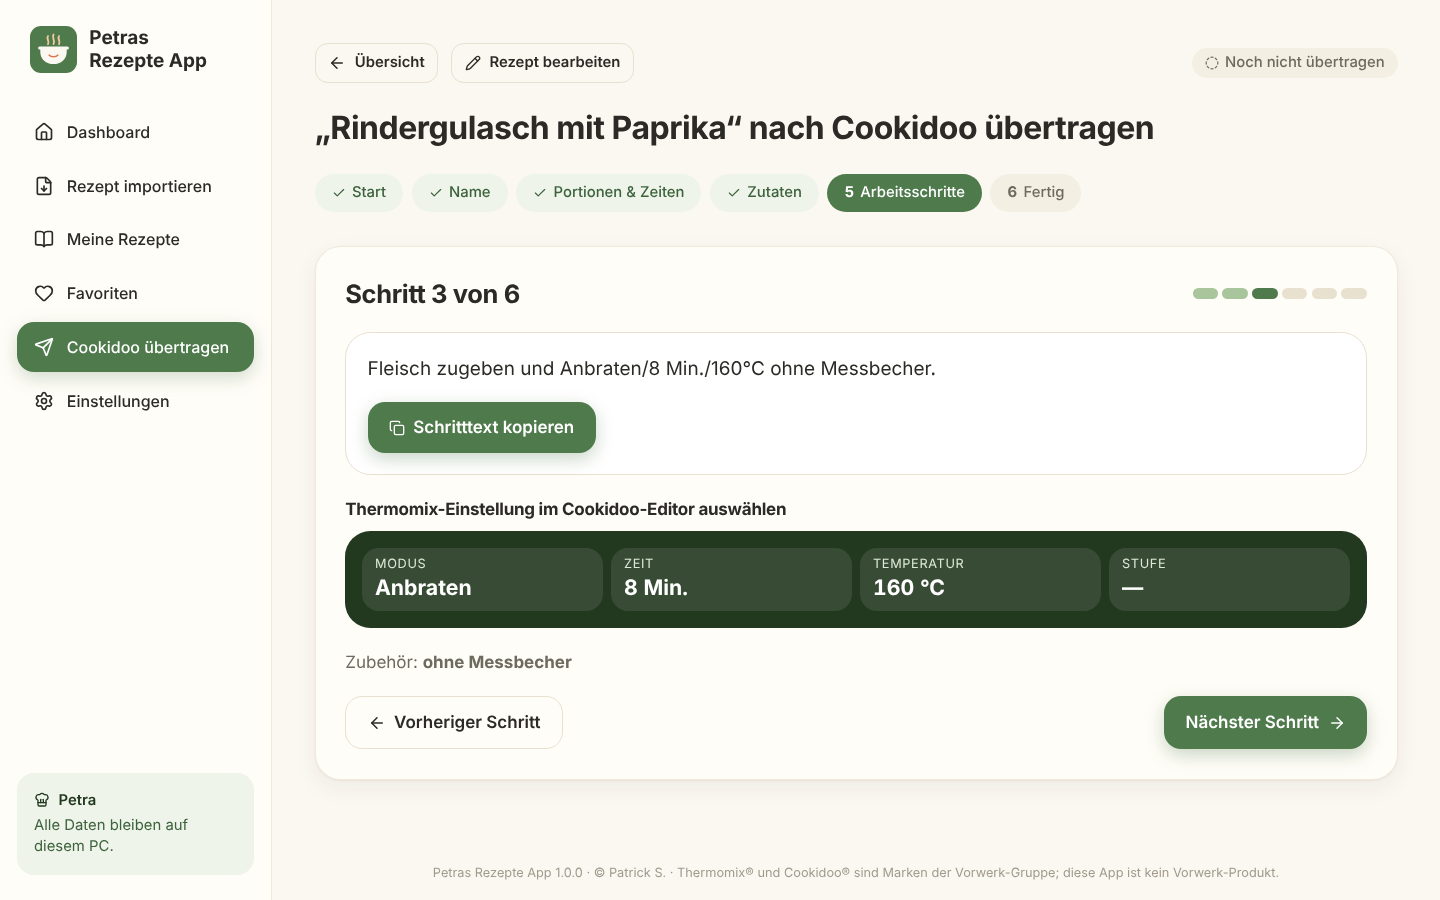 Petras
Rezepte App
Dashboard
Rezept importieren
Meine Rezepte
Favoriten
Cookidoo übertragen
Einstellungen
Petra
Alle Daten bleiben auf
diesem PC.
Übersicht
Rezept bearbeiten
Noch nicht übertragen
„Rindergulasch mit Paprika“ nach Cookidoo übertragen
Start
Name
Portionen & Zeiten
Zutaten
5 Arbeitsschritte
6 Fertig
Schritt 3 von 6
Fleisch zugeben und Anbraten/8 Min./160°C ohne Messbecher.
Schritttext kopieren
Thermomix-Einstellung im Cookidoo-Editor auswählen
MODUS
Anbraten
ZEIT
8 Min.
TEMPERATUR
160 °C
STUFE
—
Zubehör: ohne Messbecher
Vorheriger Schritt
Nächster Schritt
Petras Rezepte App 1.0.0 · © Patrick S. · Thermomix® und Cookidoo® sind Marken der Vorwerk-Gruppe; diese App ist kein Vorwerk-Produkt.